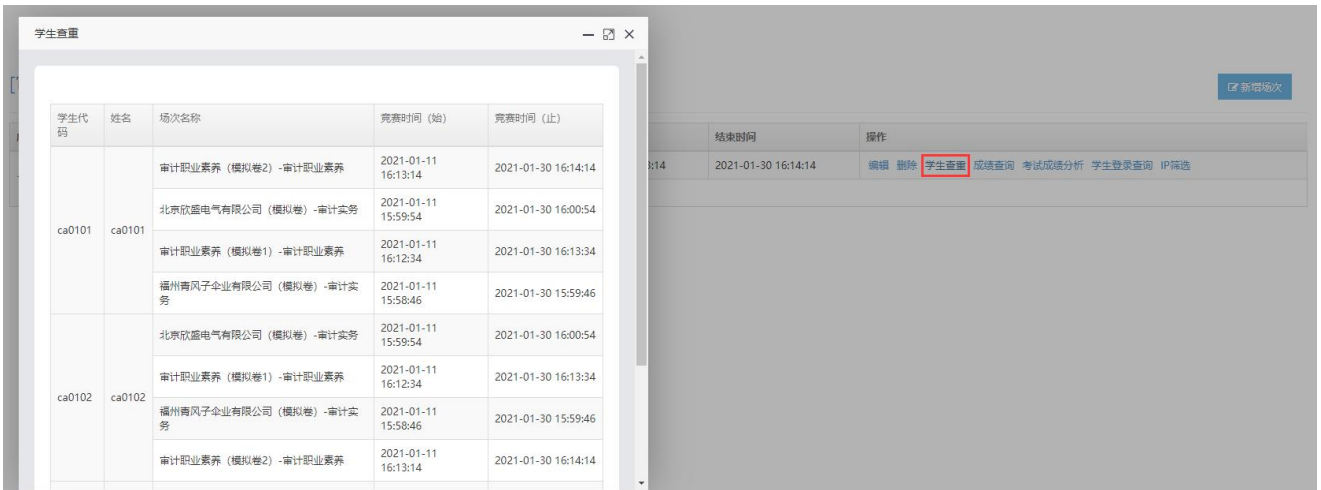 学生查重
新增场次
学生代码 姓名 场次名称 竞赛时间（始） 竞赛时间（止）
结束时间 操作
审计职业素养（模拟卷2）-审计职业素养 2021-01-11 16:13:14 2021-01-30 16:14:14
3:14 2021-01-30 16:14:14 编辑 删除 学生查重 成绩查询 考试成绩分析 学生登录查询 IP筛选
北京欣盛电气有限公司（模拟卷）-审计实务 2021-01-11 15:59:54 2021-01-30 16:00:54
ca0101 ca0101
审计职业素养（模拟卷1）-审计职业素养 2021-01-11 16:12:34 2021-01-30 16:13:34
福州青风子伞业有限公司（模拟卷）-审计实务 2021-01-11 15:58:46 2021-01-30 15:59:46
北京欣盛电气有限公司（模拟卷）-审计实务 2021-01-11 15:59:54 2021-01-30 16:00:54
审计职业素养（模拟卷1）-审计职业素养 2021-01-11 16:12:34 2021-01-30 16:13:34
ca0102 ca0102
福州青风子伞业有限公司（模拟卷）-审计实务 2021-01-11 15:58:46 2021-01-30 15:59:46
审计职业素养（模拟卷2）-审计职业素养 2021-01-11 16:13:14 2021-01-30 16:14:14